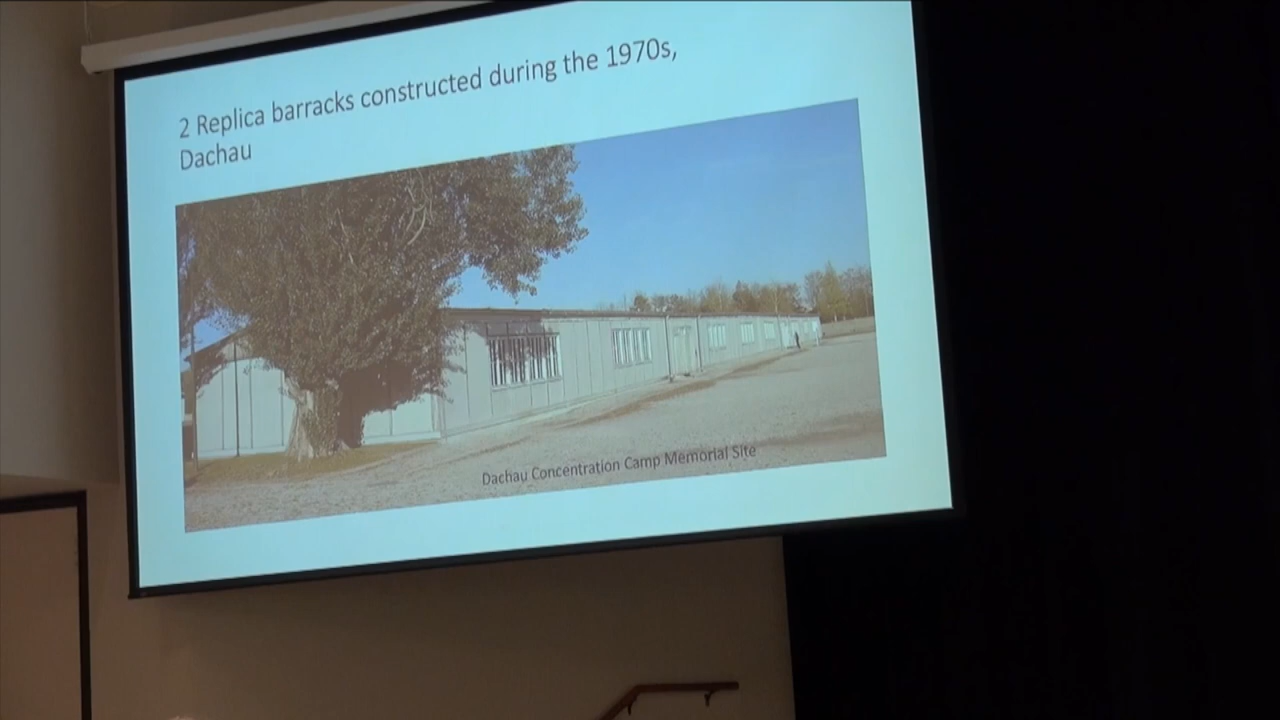 2 Replica barracks constructed during the 1970s,
Dachau
Dachau Concentration Camp Memorial Site